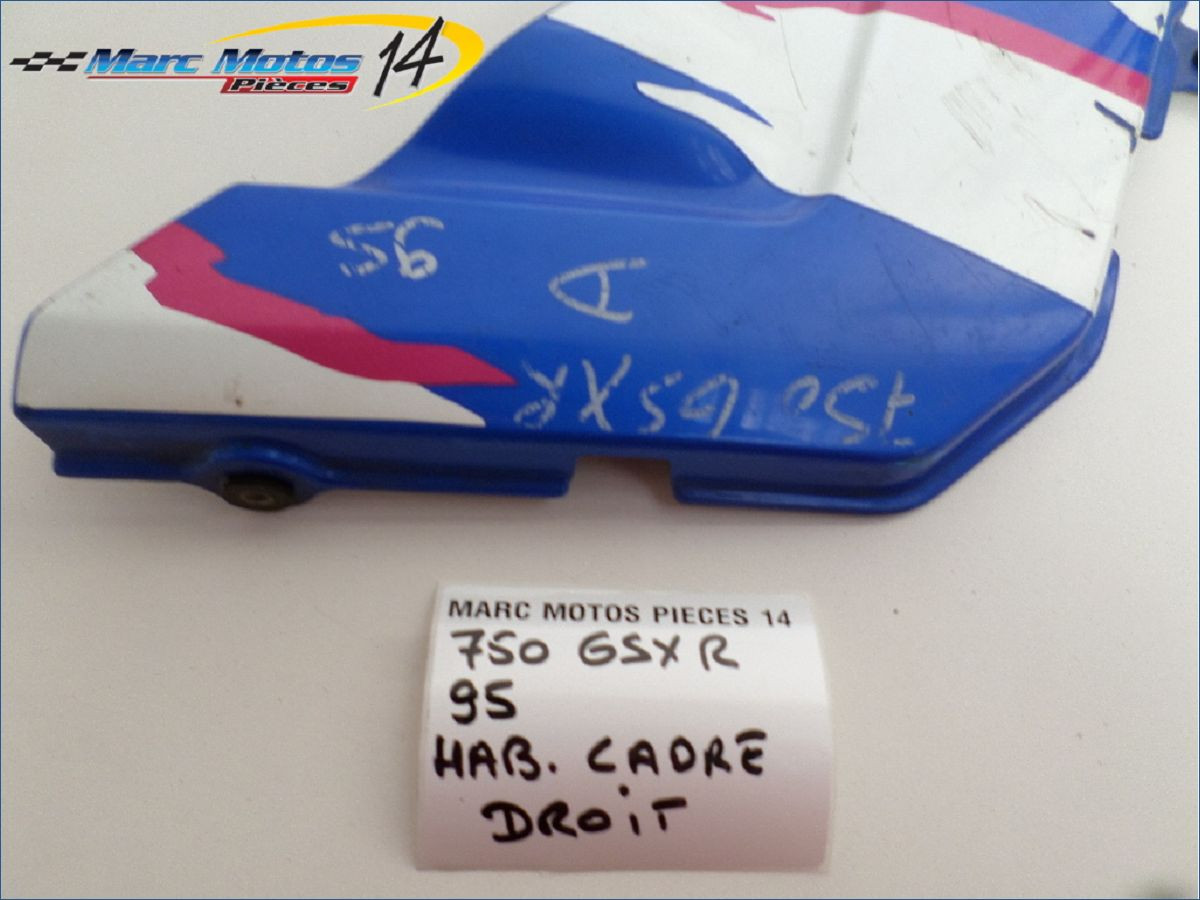 Marc Motos 14
Pièces
750 GSXR
A
95
MARC MOTOS PIECES 14
750 GSXR
95
HAB. CADRE
DROIT